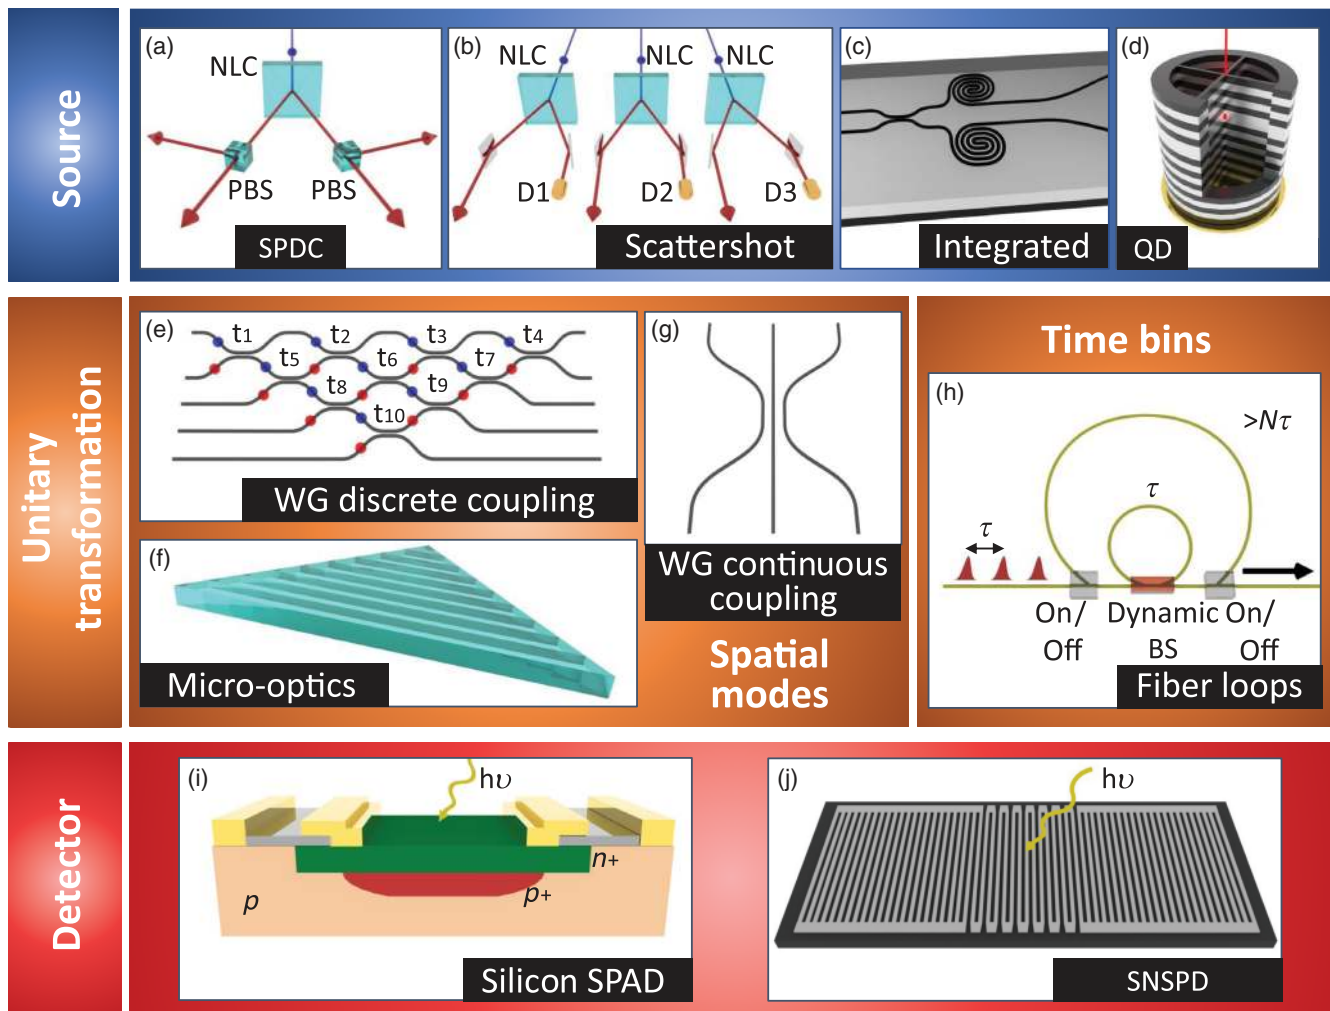 Source
(a)
NLC
PBS
PBS
SPDC
(b)
NLC
NLC
NLC
D1
D2
D3
Scattershot
(c)
Integrated
(d)
QD
Unitary
transformation
(e)
t1
t2
t3
t4
t5
t6
t7
t8
t9
t10
WG discrete coupling
(f)
Micro-optics
(g)
WG continuous
coupling
Spatial
modes
Time bins
(h)
>Nτ
τ
τ
On/
Off
Dynamic
BS
On/
Off
Fiber loops
Detector
(i)
hυ
n+
p+
p
Silicon SPAD
(j)
hυ
SNSPD